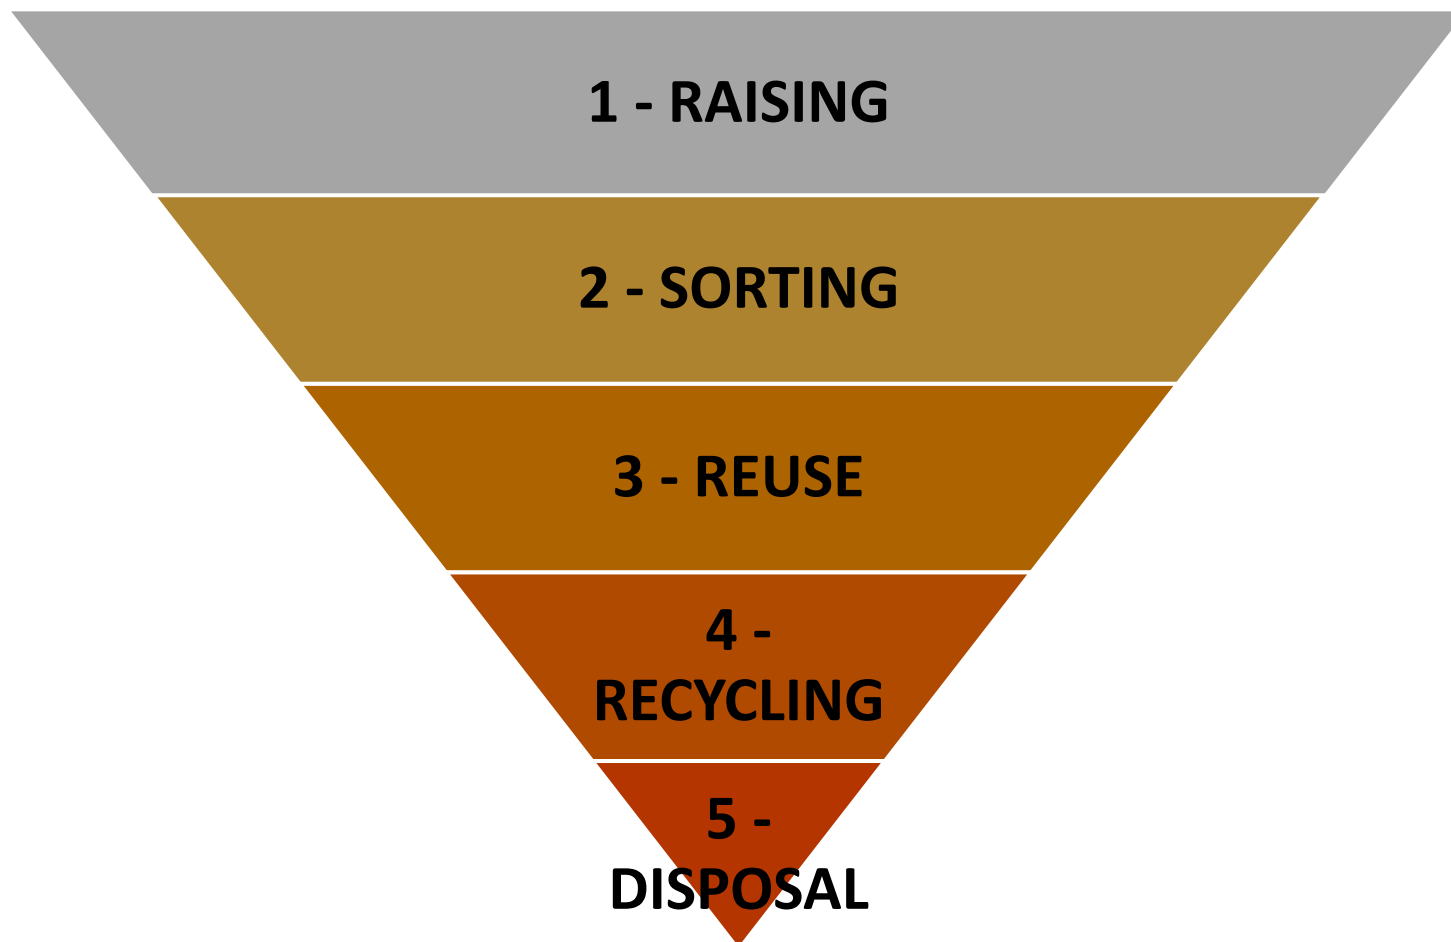 1 - RAISING
2 - SORTING
3 - REUSE
4 -
RECYCLING
5 -
DISPOSAL